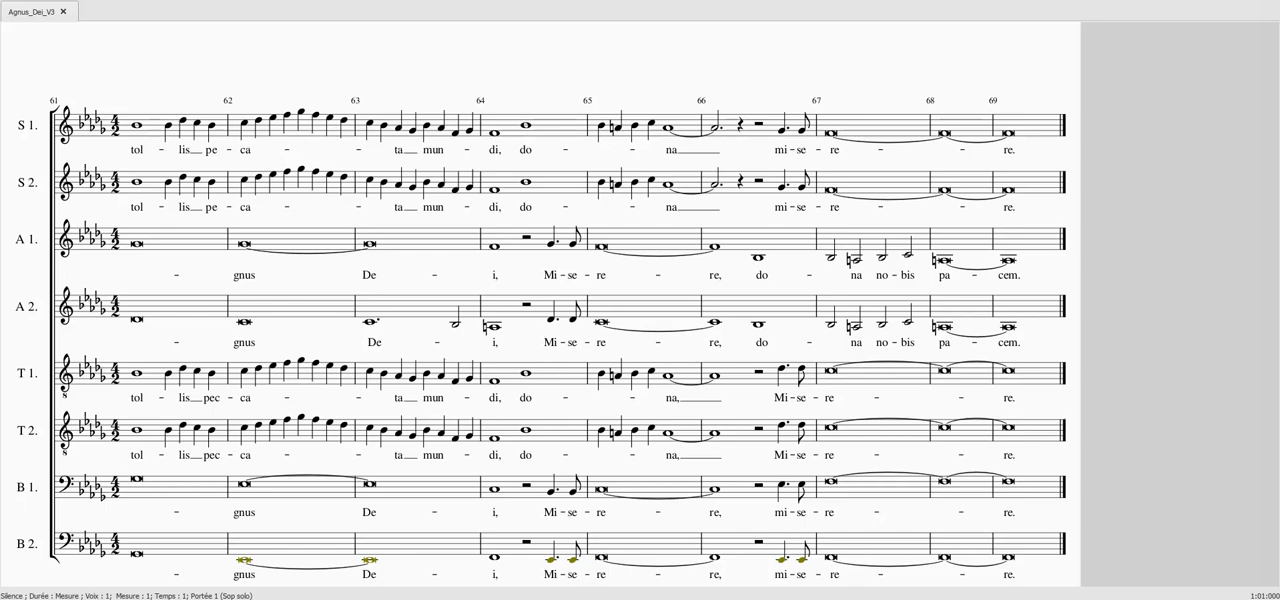 Agnus_Dei_V3 ✕
61 62 63 64 65 66 67 68 69
S 1.
tol - lis pe - ca - ta mun - di, do - na mi - se - re - re.
S 2.
tol - lis pe - ca - ta mun - di, do - na mi - se - re - re.
A 1.
- gnus De - i, Mi - se - re - re, do - na no - bis pa - cem.
A 2.
- gnus De - i, Mi - se - re - re, do - na no - bis pa - cem.
T 1.
tol - lis pec - ca - ta mun - di, do - na, Mi - se - re - re.
T 2.
tol - lis pec - ca - ta mun - di, do - na, Mi - se - re - re.
B 1.
- gnus De - i, Mi - se - re - re, mi - se - re - re.
B 2.
- gnus De - i, Mi - se - re - re, mi - se - re - re.
Silence ; Durée : Mesure ; Voix : 1; Mesure : 1; Temps : 1; Portée 1 (Sop solo) 1:01:000